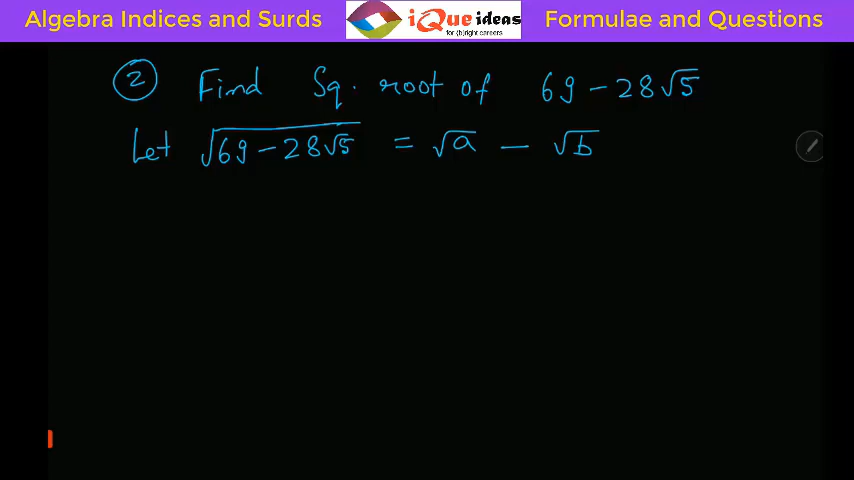 Algebra Indices and Surds
iQue ideas
for (b)right careers
Formulae and Questions
② Find Sq. root of 69 - 28√5
Let √69 - 28√5 = √a - √b